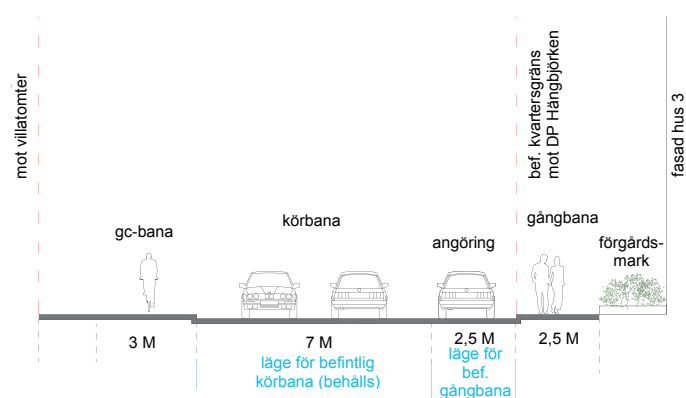 mot villatomter
gc-bana
körbana
angöring
bef. kvartersgräns
mot DP Hängbjörken
gångbana
förgårds-
mark
fasad hus 3
3 M
7 M
2,5 M
2,5 M
läge för befintlig
körbana (behålls)
läge för
bef.
gångbana